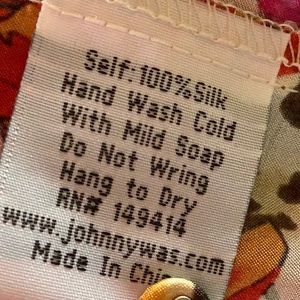 Self:100%Silk
Hand Wash Cold
With Mild Soap
Do Not Wring
Hang to Dry
RN# 149414
www.johnnywas.com
Made In China